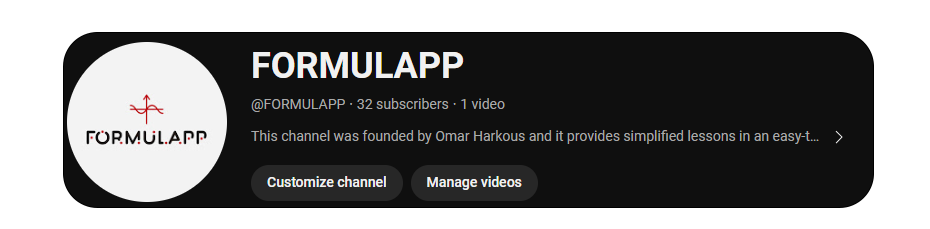 FORMULAPP
FORMULAPP
@FORMULAPP · 32 subscribers · 1 video
This channel was founded by Omar Harkous and it provides simplified lessons in an easy-t...
Customize channel
Manage videos